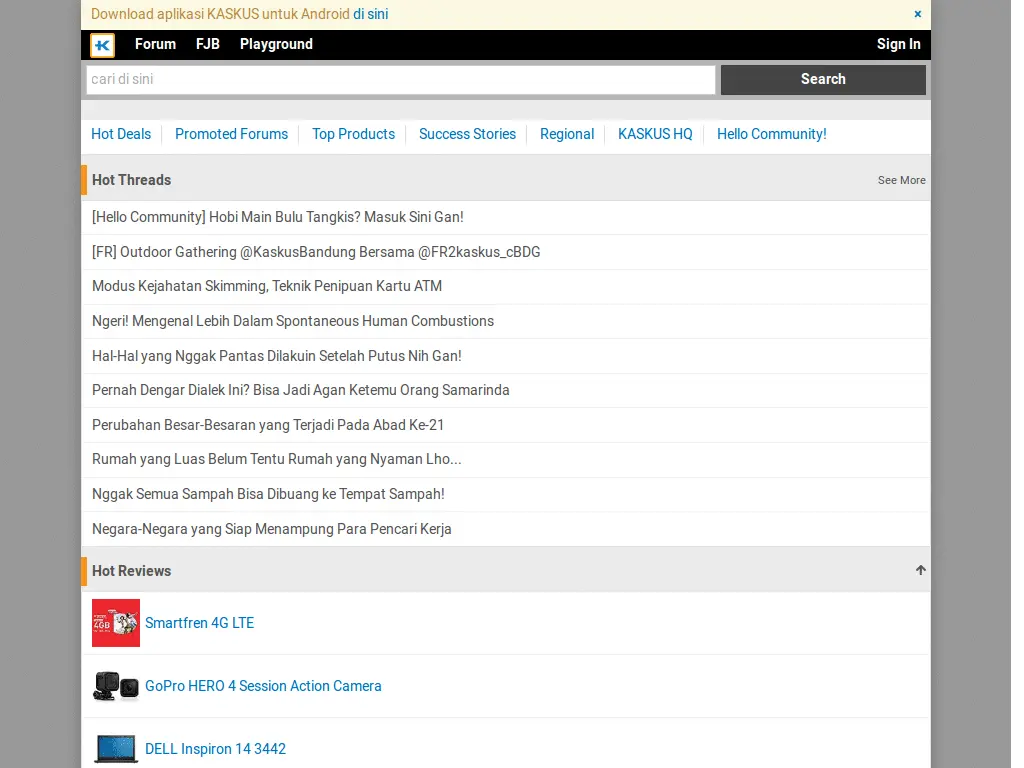 Download aplikasi KASKUS untuk Android di sini ×
Forum FJB Playground Sign In
cari di sini Search
Hot Deals Promoted Forums Top Products Success Stories Regional KASKUS HQ Hello Community!
Hot Threads See More
[Hello Community] Hobi Main Bulu Tangkis? Masuk Sini Gan!
[FR] Outdoor Gathering @KaskusBandung Bersama @FR2kaskus_cBDG
Modus Kejahatan Skimming, Teknik Penipuan Kartu ATM
Ngeri! Mengenal Lebih Dalam Spontaneous Human Combustions
Hal-Hal yang Nggak Pantas Dilakuin Setelah Putus Nih Gan!
Pernah Dengar Dialek Ini? Bisa Jadi Agan Ketemu Orang Samarinda
Perubahan Besar-Besaran yang Terjadi Pada Abad Ke-21
Rumah yang Luas Belum Tentu Rumah yang Nyaman Lho...
Nggak Semua Sampah Bisa Dibuang ke Tempat Sampah!
Negara-Negara yang Siap Menampung Para Pencari Kerja
Hot Reviews
Smartfren 4G LTE
GoPro HERO 4 Session Action Camera
DELL Inspiron 14 3442